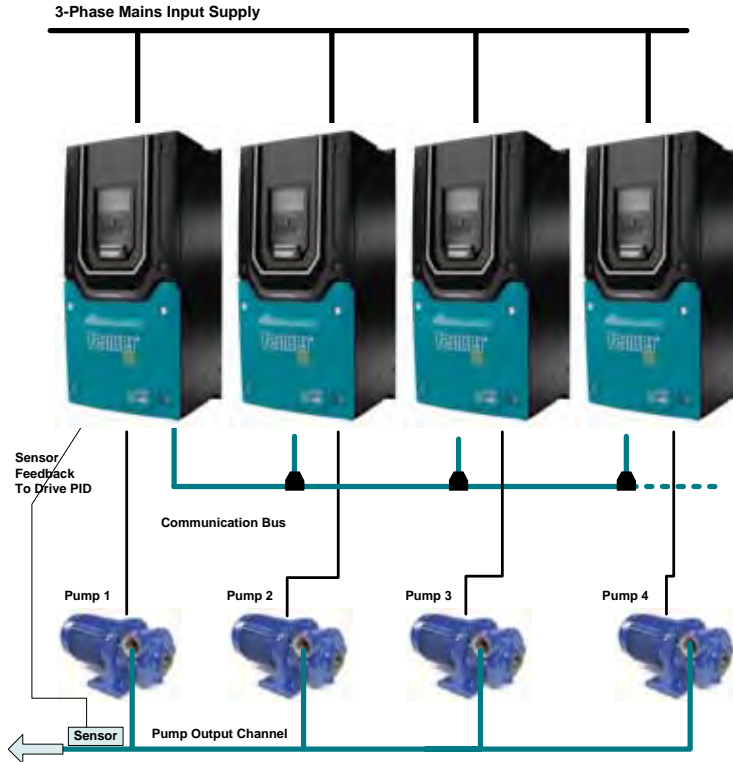 3-Phase Mains Input Supply
Sensor
Feedback
To Drive PID
Communication Bus
Pump 1
Pump 2
Pump 3
Pump 4
Sensor
Pump Output Channel